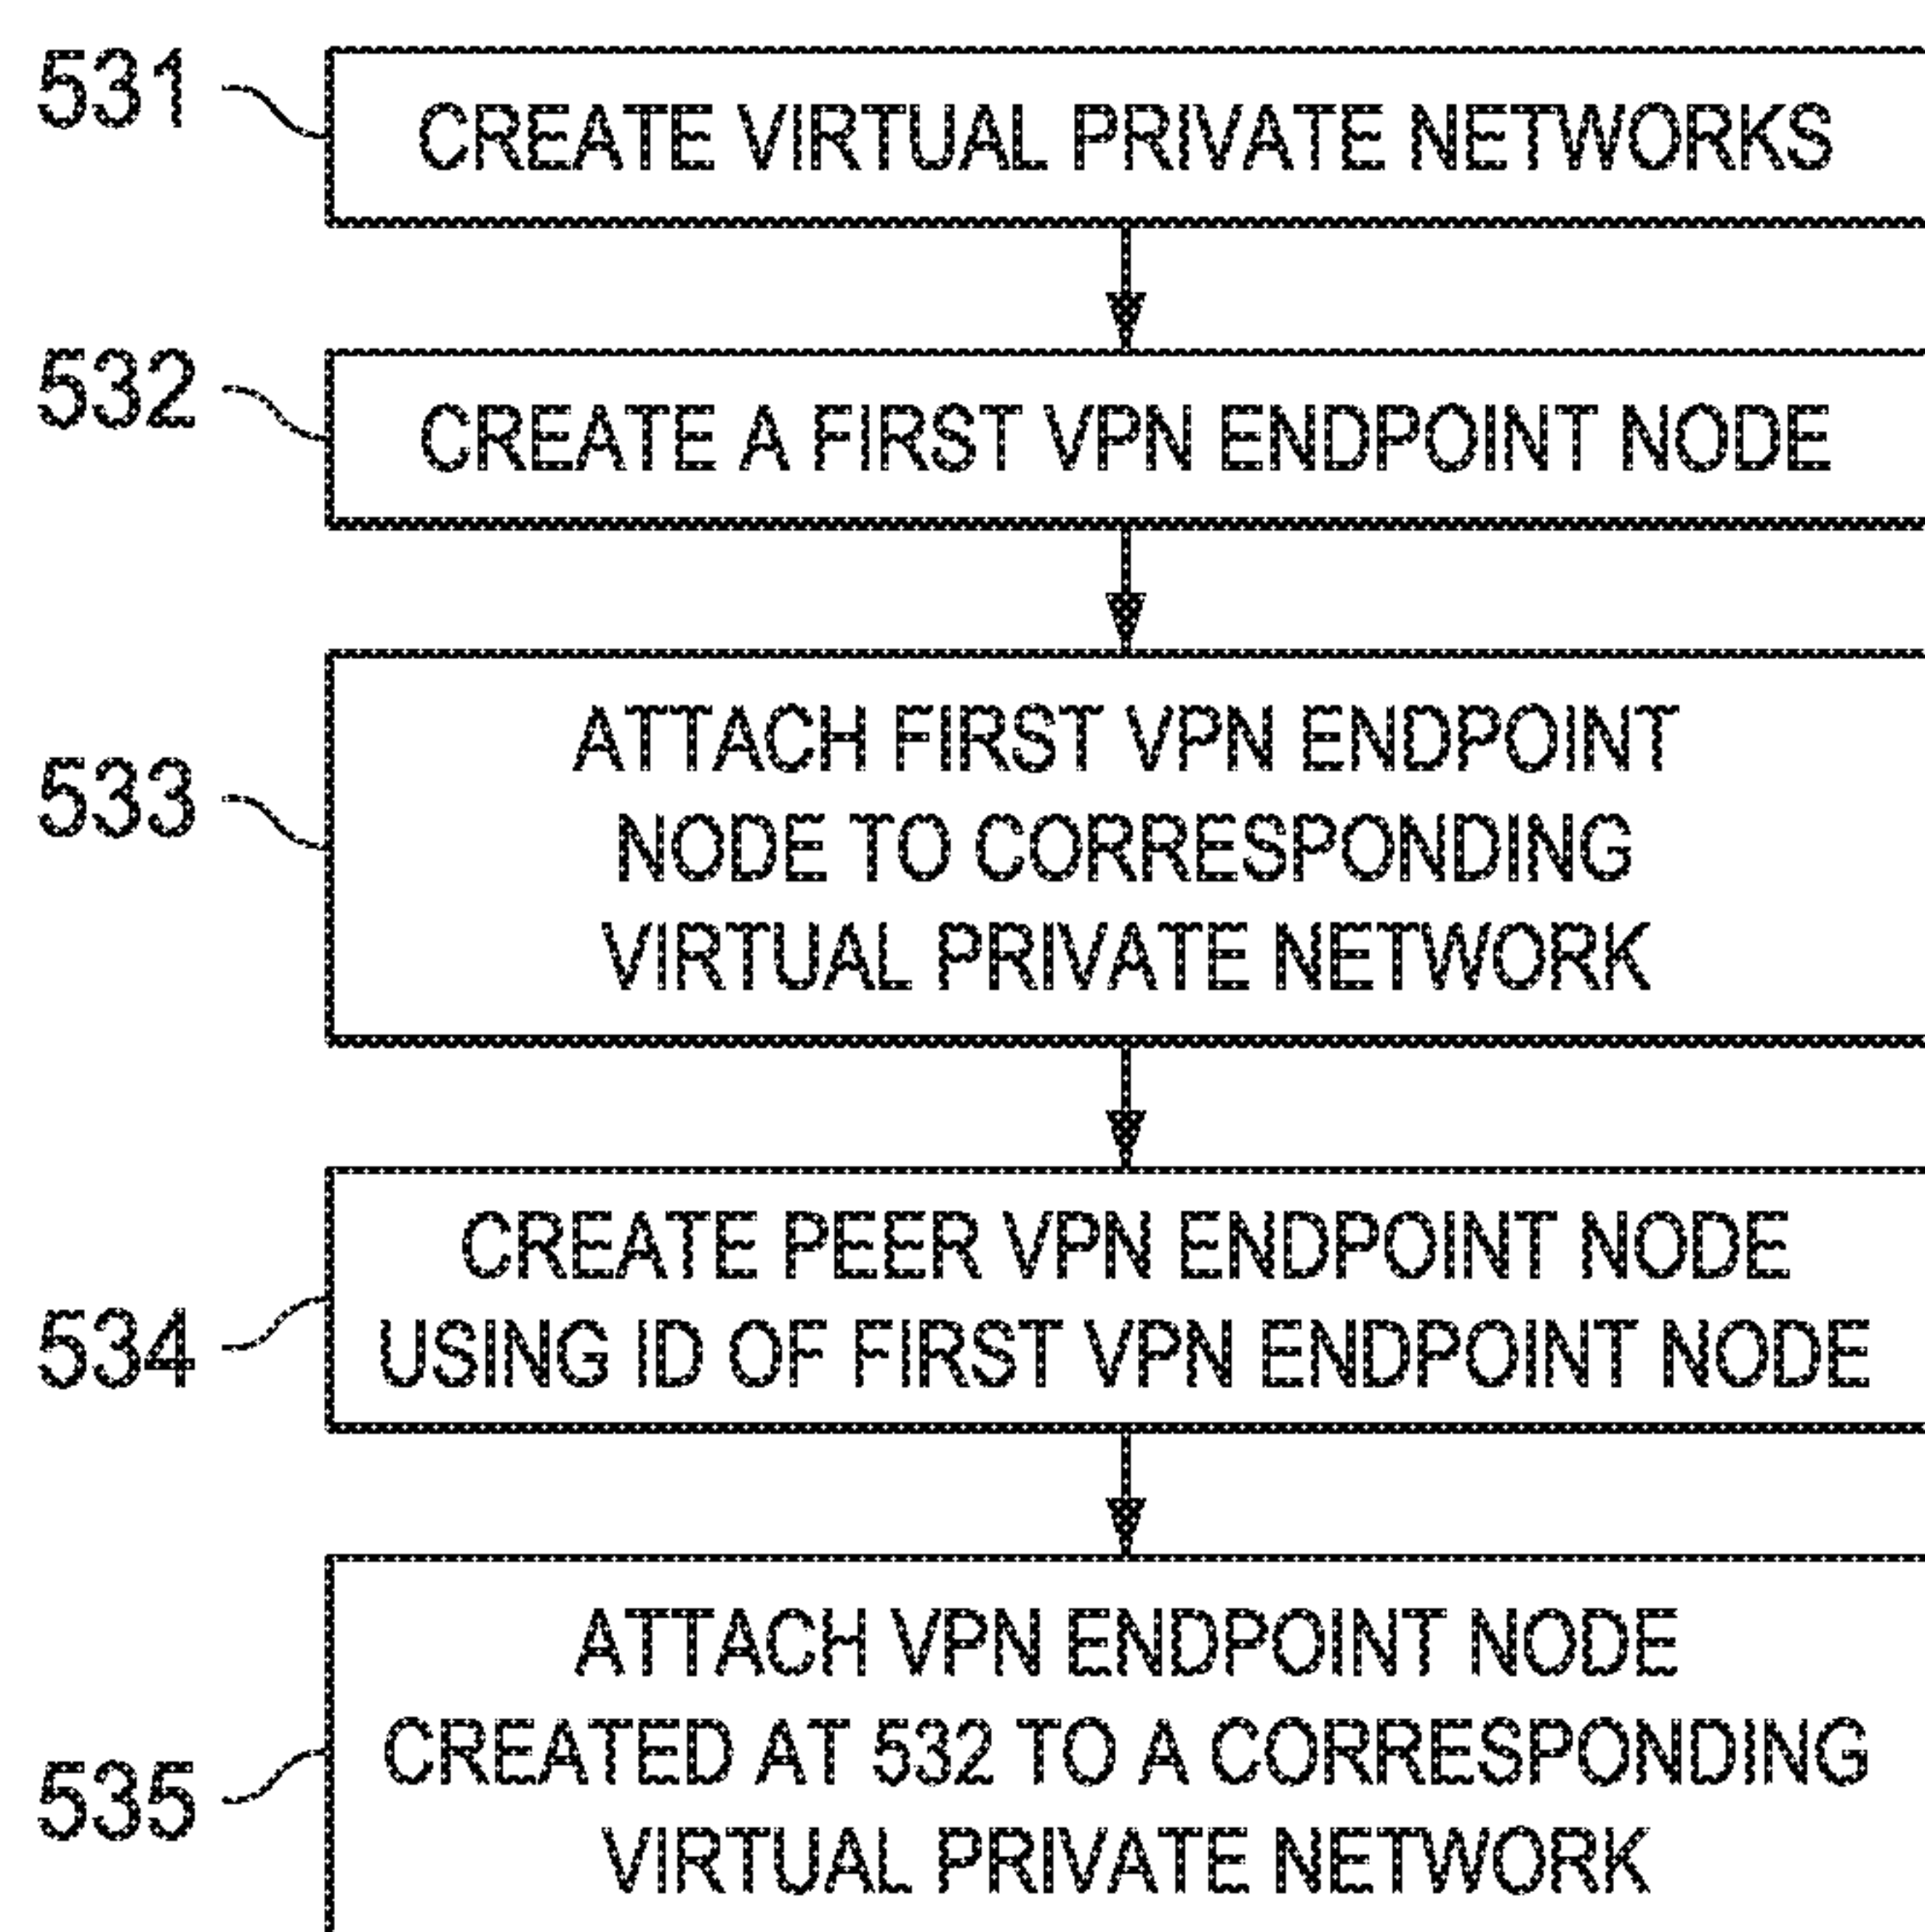 531
CREATE VIRTUAL PRIVATE NETWORKS
532
CREATE A FIRST VPN ENDPOINT NODE
533
ATTACH FIRST VPN ENDPOINT
NODE TO CORRESPONDING
VIRTUAL PRIVATE NETWORK
534
CREATE PEER VPN ENDPOINT NODE
USING ID OF FIRST VPN ENDPOINT NODE
535
ATTACH VPN ENDPOINT NODE
CREATED AT 532 TO A CORRESPONDING
VIRTUAL PRIVATE NETWORK